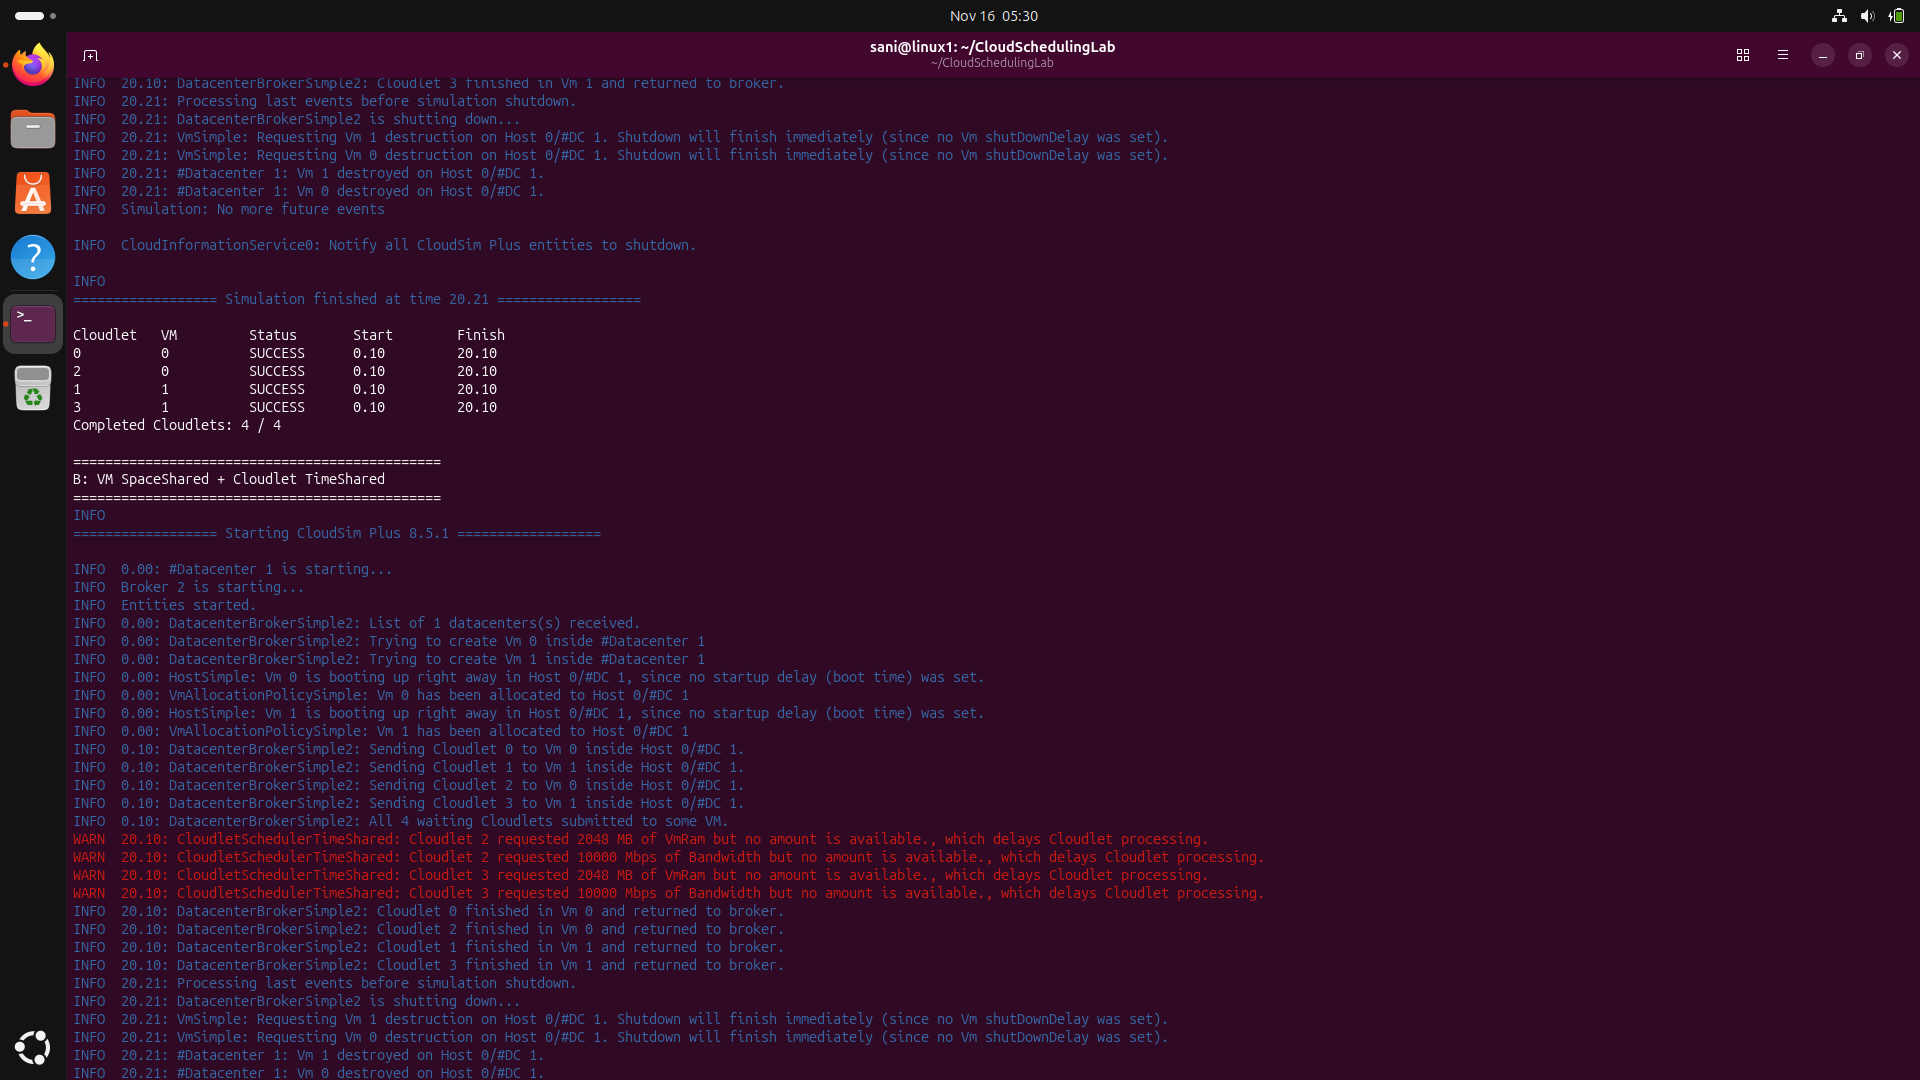 Nov 16 05:30
sani@linux1: ~/CloudSchedulingLab
~/CloudSchedulingLab
INFO  20.10: DatacenterBrokerSimple2: Cloudlet 3 finished in Vm 1 and returned to broker.
INFO  20.21: Processing last events before simulation shutdown.
INFO  20.21: DatacenterBrokerSimple2 is shutting down...
INFO  20.21: VmSimple: Requesting Vm 1 destruction on Host 0/#DC 1. Shutdown will finish immediately (since no Vm shutDownDelay was set).
INFO  20.21: VmSimple: Requesting Vm 0 destruction on Host 0/#DC 1. Shutdown will finish immediately (since no Vm shutDownDelay was set).
INFO  20.21: #Datacenter 1: Vm 1 destroyed on Host 0/#DC 1.
INFO  20.21: #Datacenter 1: Vm 0 destroyed on Host 0/#DC 1.
INFO  Simulation: No more future events
INFO  CloudInformationService0: Notify all CloudSim Plus entities to shutdown.
INFO
================== Simulation finished at time 20.21 ==================
Cloudlet   VM         Status       Start        Finish
0          0          SUCCESS      0.10         20.10
2          0          SUCCESS      0.10         20.10
1          1          SUCCESS      0.10         20.10
3          1          SUCCESS      0.10         20.10
Completed Cloudlets: 4 / 4
==============================================
B: VM SpaceShared + Cloudlet TimeShared
==============================================
INFO
================== Starting CloudSim Plus 8.5.1 ==================
INFO  0.00: #Datacenter 1 is starting...
INFO  Broker 2 is starting...
INFO  Entities started.
INFO  0.00: DatacenterBrokerSimple2: List of 1 datacenters(s) received.
INFO  0.00: DatacenterBrokerSimple2: Trying to create Vm 0 inside #Datacenter 1
INFO  0.00: DatacenterBrokerSimple2: Trying to create Vm 1 inside #Datacenter 1
INFO  0.00: HostSimple: Vm 0 is booting up right away in Host 0/#DC 1, since no startup delay (boot time) was set.
INFO  0.00: VmAllocationPolicySimple: Vm 0 has been allocated to Host 0/#DC 1
INFO  0.00: HostSimple: Vm 1 is booting up right away in Host 0/#DC 1, since no startup delay (boot time) was set.
INFO  0.00: VmAllocationPolicySimple: Vm 1 has been allocated to Host 0/#DC 1
INFO  0.10: DatacenterBrokerSimple2: Sending Cloudlet 0 to Vm 0 inside Host 0/#DC 1.
INFO  0.10: DatacenterBrokerSimple2: Sending Cloudlet 1 to Vm 1 inside Host 0/#DC 1.
INFO  0.10: DatacenterBrokerSimple2: Sending Cloudlet 2 to Vm 0 inside Host 0/#DC 1.
INFO  0.10: DatacenterBrokerSimple2: Sending Cloudlet 3 to Vm 1 inside Host 0/#DC 1.
INFO  0.10: DatacenterBrokerSimple2: All 4 waiting Cloudlets submitted to some VM.
WARN  20.10: CloudletSchedulerTimeShared: Cloudlet 2 requested 2048 MB of VmRam but no amount is available., which delays Cloudlet processing.
WARN  20.10: CloudletSchedulerTimeShared: Cloudlet 2 requested 10000 Mbps of Bandwidth but no amount is available., which delays Cloudlet processing.
WARN  20.10: CloudletSchedulerTimeShared: Cloudlet 3 requested 2048 MB of VmRam but no amount is available., which delays Cloudlet processing.
WARN  20.10: CloudletSchedulerTimeShared: Cloudlet 3 requested 10000 Mbps of Bandwidth but no amount is available., which delays Cloudlet processing.
INFO  20.10: DatacenterBrokerSimple2: Cloudlet 0 finished in Vm 0 and returned to broker.
INFO  20.10: DatacenterBrokerSimple2: Cloudlet 2 finished in Vm 0 and returned to broker.
INFO  20.10: DatacenterBrokerSimple2: Cloudlet 1 finished in Vm 1 and returned to broker.
INFO  20.10: DatacenterBrokerSimple2: Cloudlet 3 finished in Vm 1 and returned to broker.
INFO  20.21: Processing last events before simulation shutdown.
INFO  20.21: DatacenterBrokerSimple2 is shutting down...
INFO  20.21: VmSimple: Requesting Vm 1 destruction on Host 0/#DC 1. Shutdown will finish immediately (since no Vm shutDownDelay was set).
INFO  20.21: VmSimple: Requesting Vm 0 destruction on Host 0/#DC 1. Shutdown will finish immediately (since no Vm shutDownDelay was set).
INFO  20.21: #Datacenter 1: Vm 1 destroyed on Host 0/#DC 1.
INFO  20.21: #Datacenter 1: Vm 0 destroyed on Host 0/#DC 1.